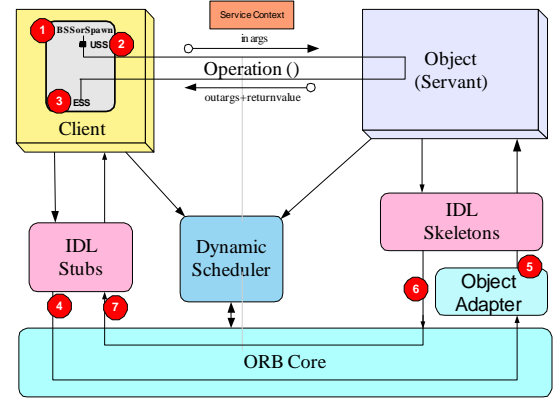 Service Context
1
BSSorSpawn
USS
2
in args
Operation ()
Object
(Servant)
3
ESS
outargs+returnvalue
Client
IDL
Stubs
Dynamic
Scheduler
IDL
Skeletons
4
7
6
5
Object
Adapter
ORB Core